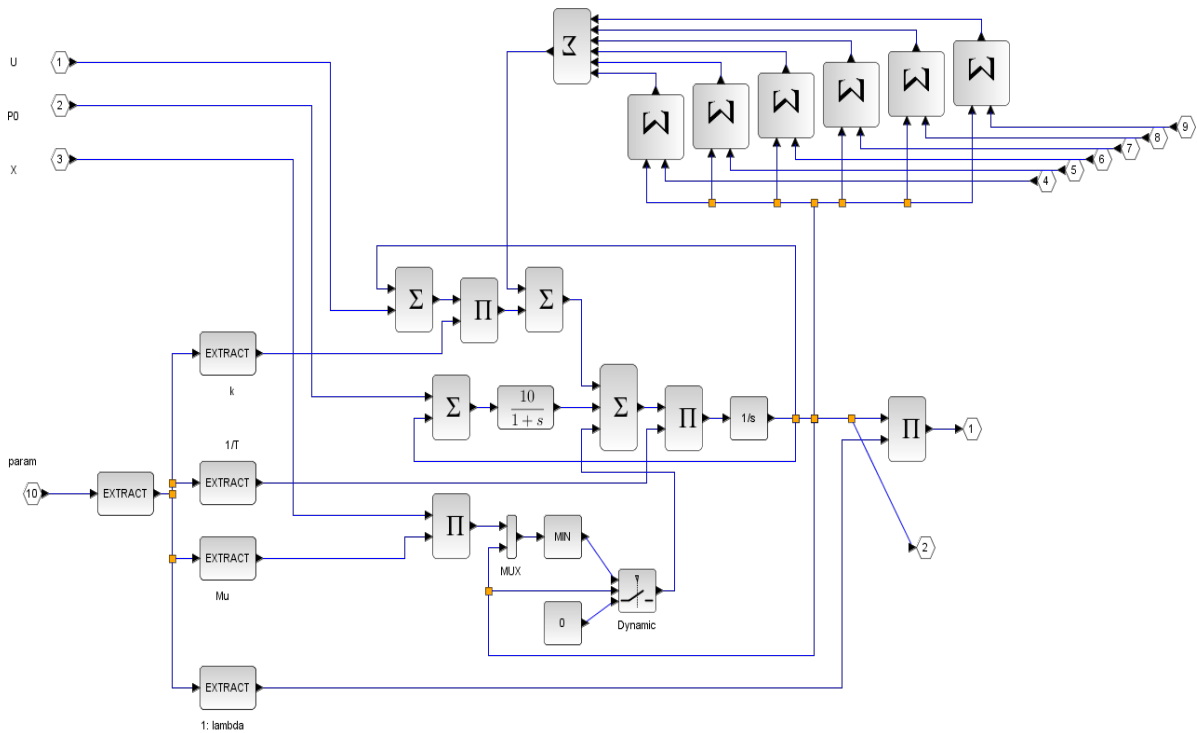 Σ
Σ
Σ
Σ
Σ
Σ
Σ
U
1
P0
2
X
3
9
8
7
6
5
4
Σ
Π
Σ
EXTRACT
k
Σ
10
1 + s
Σ
Π
1/s
Π
1
1/T
param
10
EXTRACT
EXTRACT
Π
MUX
MIN
2
EXTRACT
Mu
0
Dynamic
EXTRACT
1: lambda